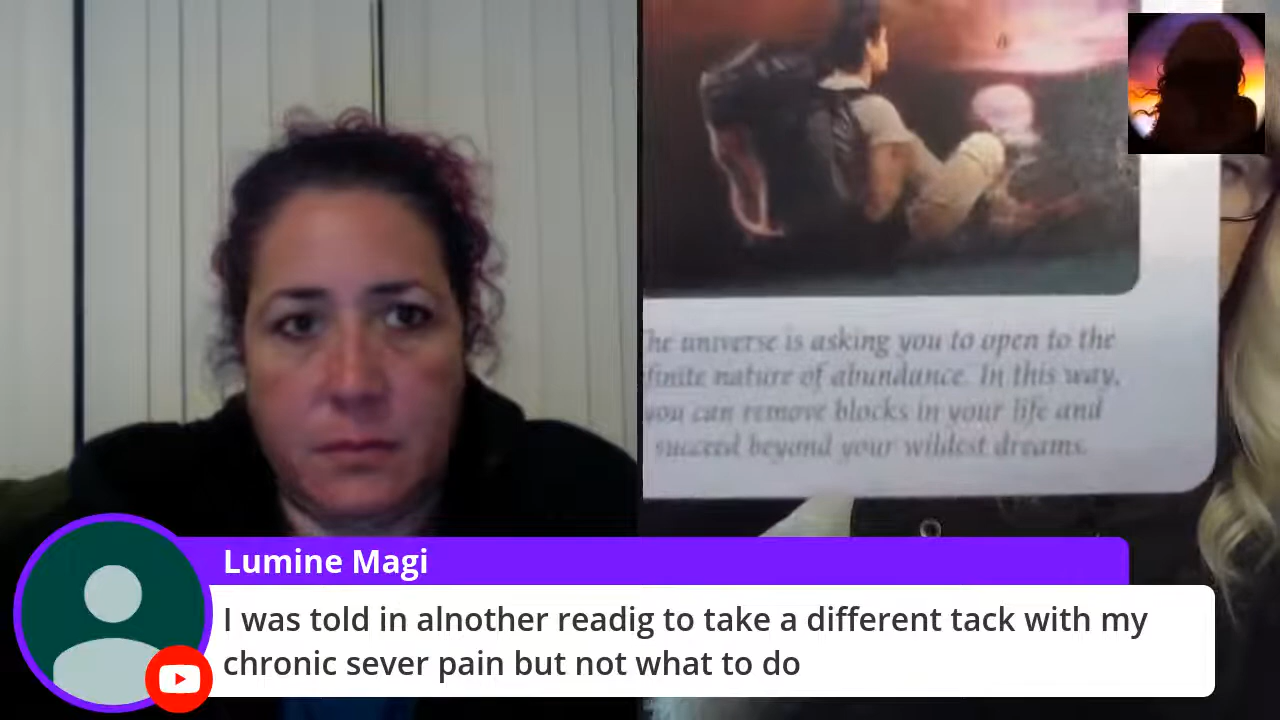 he universe is asking you to open to the
finite nature of abundance. In this way,
you can remove blocks in your life and
succeed beyond your wildest dreams.
Lumine Magi
I was told in alnother readig to take a different tack with my
chronic sever pain but not what to do